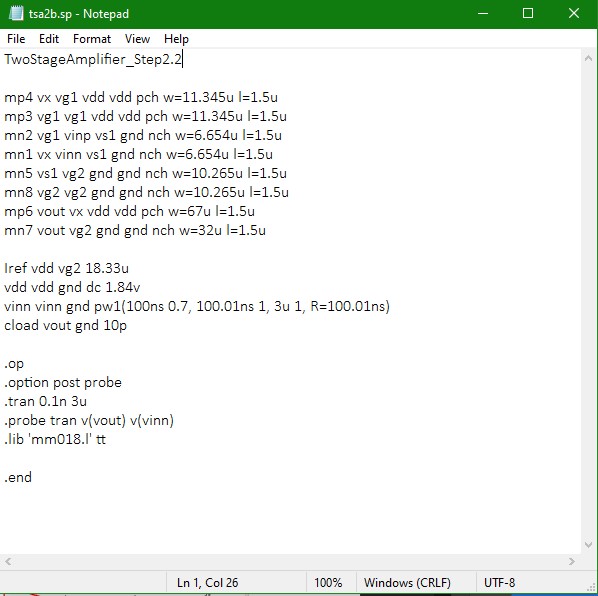 tsa2b.sp - Notepad
File Edit Format View Help
TwoStageAmplifier_Step2.2
mp4 vx vg1 vdd vdd pch w=11.345u l=1.5u
mp3 vg1 vg1 vdd vdd pch w=11.345u l=1.5u
mn2 vg1 vinp vs1 gnd nch w=6.654u l=1.5u
mn1 vx vinn vs1 gnd nch w=6.654u l=1.5u
mn5 vs1 vg2 gnd gnd nch w=10.265u l=1.5u
mn8 vg2 vg2 gnd gnd nch w=10.265u l=1.5u
mp6 vout vx vdd vdd pch w=67u l=1.5u
mn7 vout vg2 gnd gnd nch w=32u l=1.5u
Iref vdd vg2 18.33u
vdd vdd gnd dc 1.84v
vinn vinn gnd pw1(100ns 0.7, 100.01ns 1, 3u 1, R=100.01ns)
cload vout gnd 10p
.op
.option post probe
.tran 0.1n 3u
.probe tran v(vout) v(vinn)
.lib 'mm018.l' tt
.end
Ln 1, Col 26 100% Windows (CRLF) UTF-8